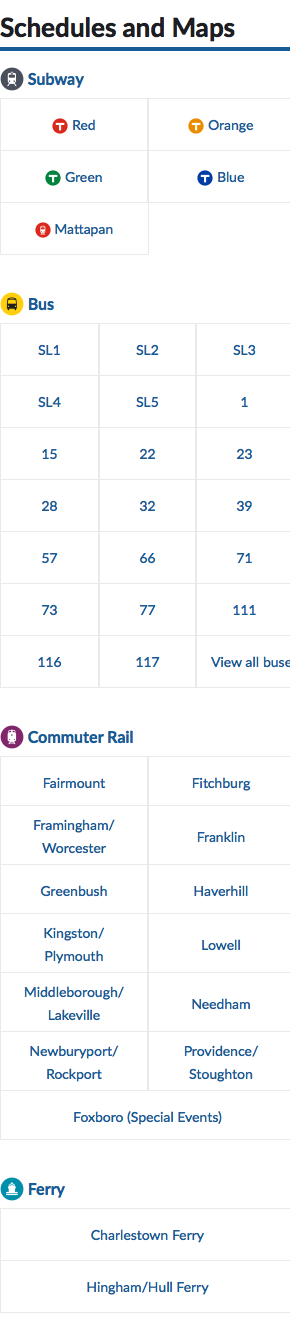 Schedules and Maps
Subway
T Red
T Orange
T Green
T Blue
Mattapan
Bus
SL1 SL2 SL3
SL4 SL5 1
15 22 23
28 32 39
57 66 71
73 77 111
116 117 View all buse
Commuter Rail
Fairmount
Fitchburg
Framingham/
Worcester
Franklin
Greenbush
Haverhill
Kingston/
Plymouth
Lowell
Middleborough/
Lakeville
Needham
Newburyport/
Rockport
Providence/
Stoughton
Foxboro (Special Events)
Ferry
Charlestown Ferry
Hingham/Hull Ferry